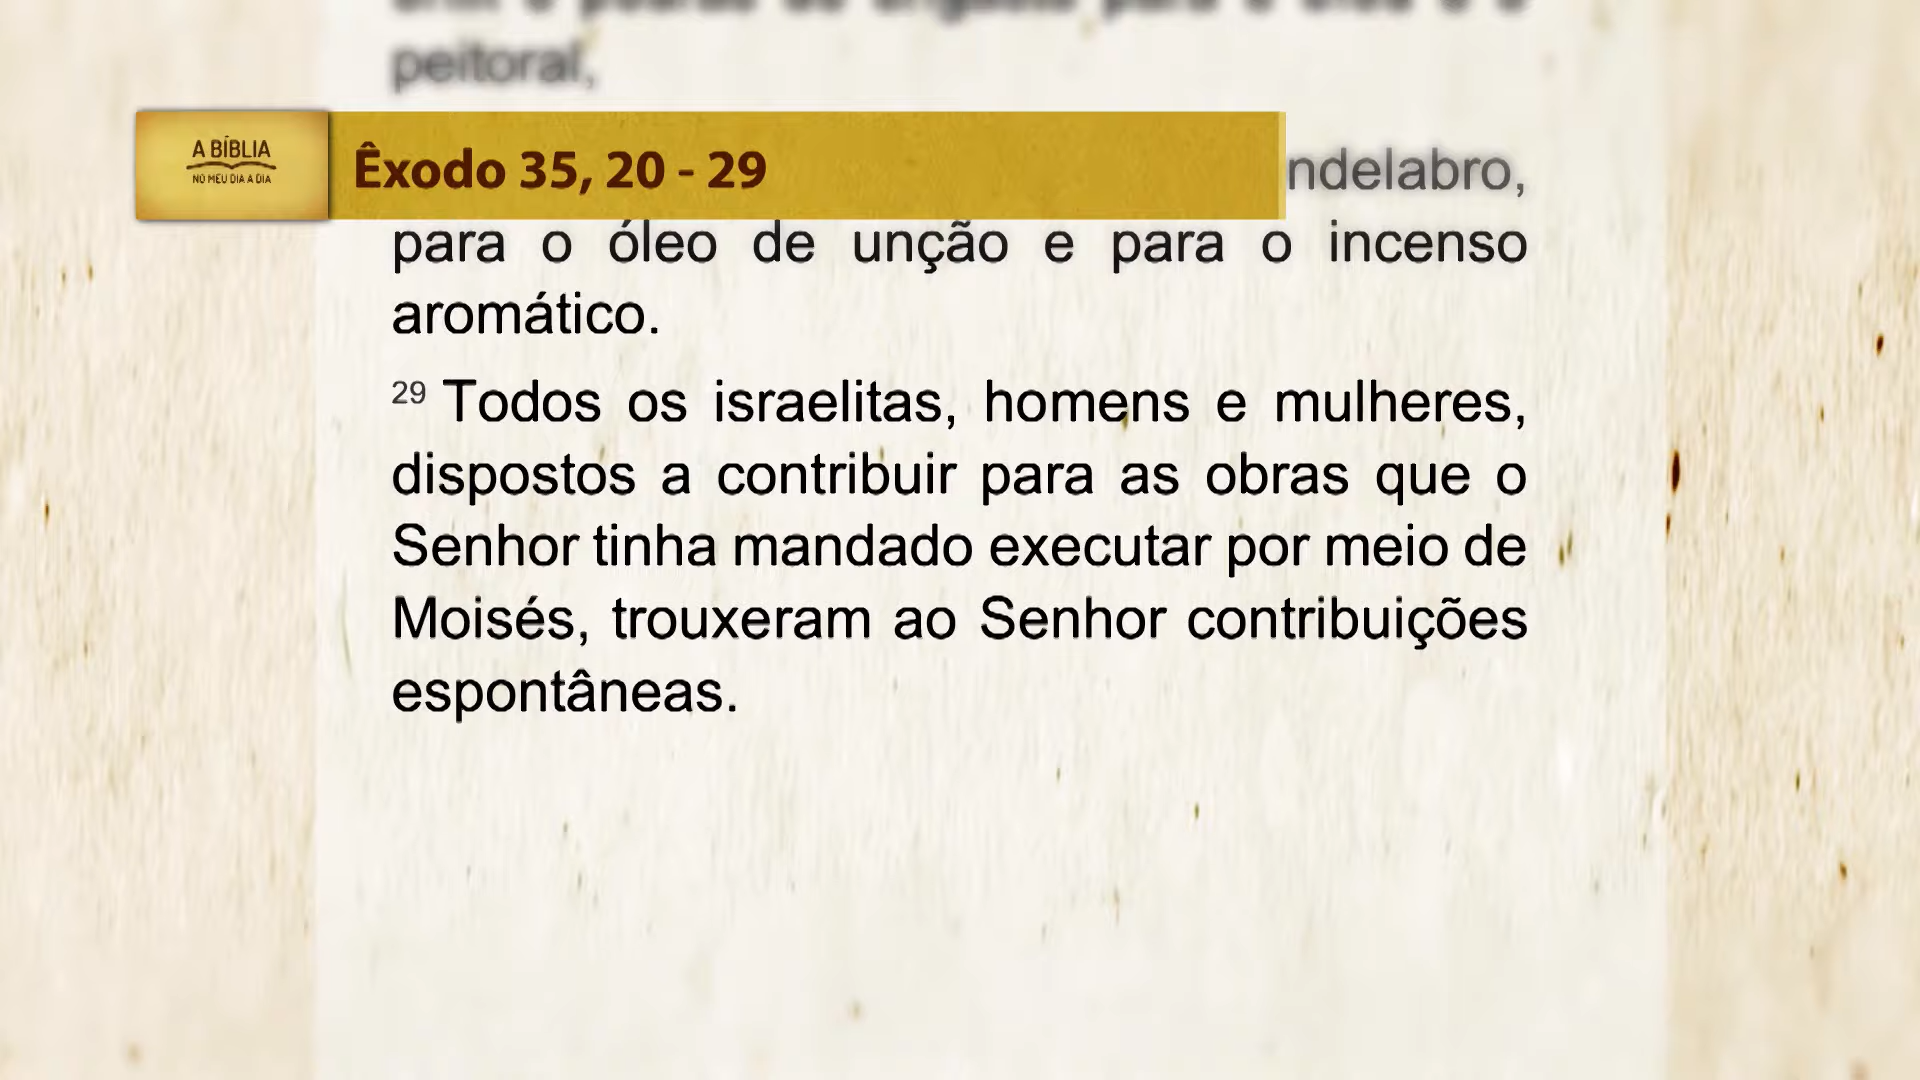 peitoral,
A BÍBLIA
NO MEU DIA A DIA
Êxodo 35, 20 - 29
ndelabro,
para o óleo de unção e para o incenso
aromático.
29 Todos os israelitas, homens e mulheres,
dispostos a contribuir para as obras que o
Senhor tinha mandado executar por meio de
Moisés, trouxeram ao Senhor contribuições
espontâneas.